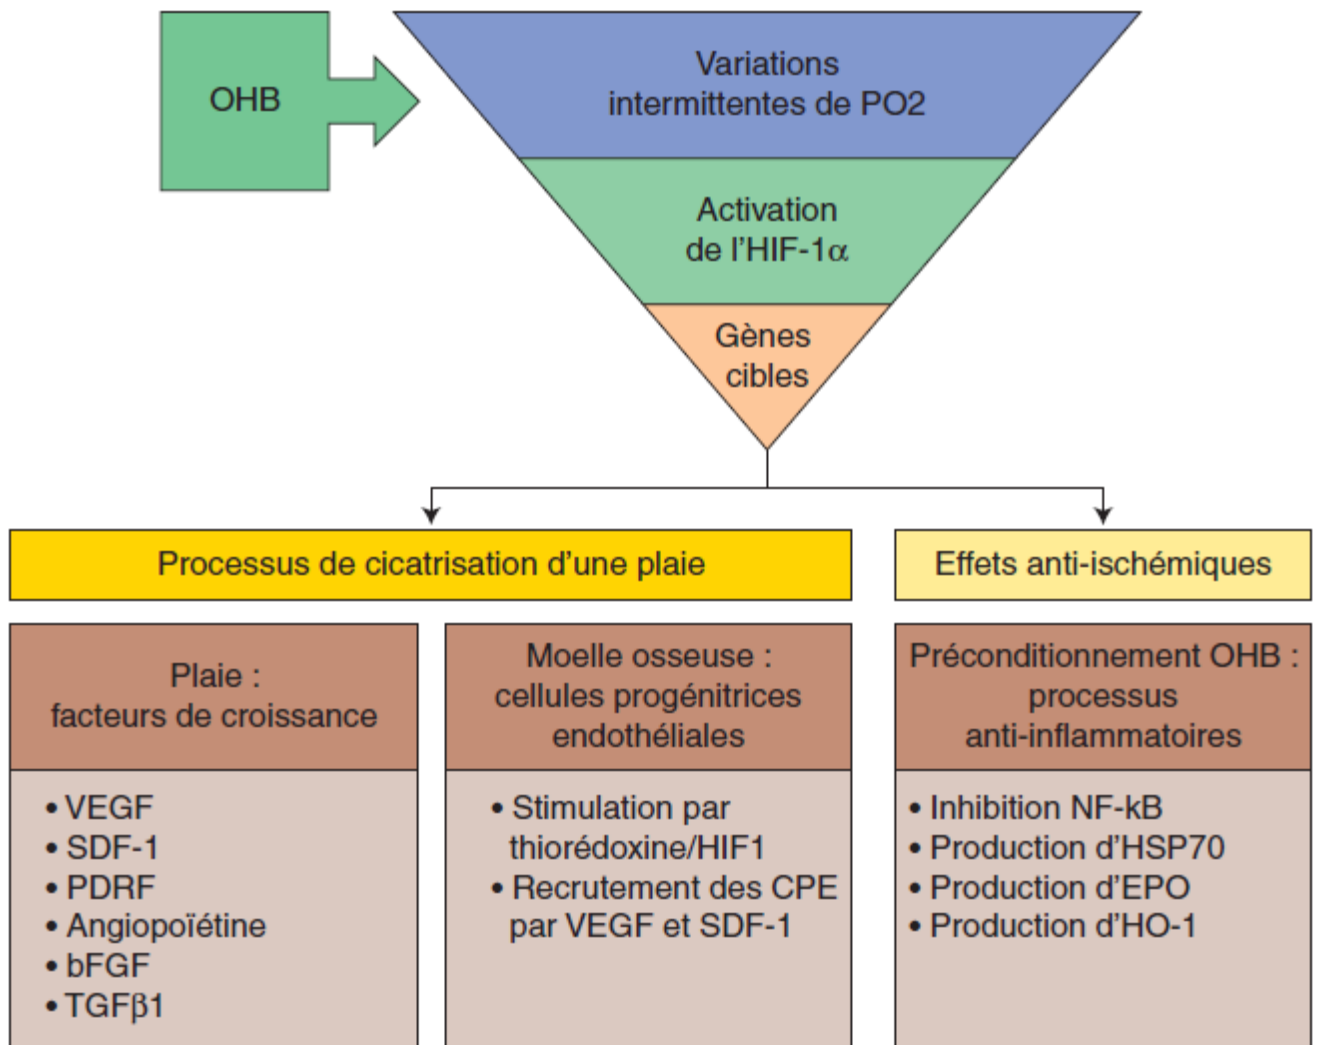 OHB
Variations
intermittentes de PO2
Activation
de l'HIF-1α
Gènes
cibles
Processus de cicatrisation d'une plaie
Effets anti-ischémiques
Plaie :
facteurs de croissance
Moelle osseuse :
cellules progénitrices
endothéliales
Préconditionnement OHB :
processus
anti-inflammatoires
• VEGF
• SDF-1
• PDRF
• Angiopoïétine
• bFGF
• TGFβ1
• Stimulation par
thiorédoxine/HIF1
• Recrutement des CPE
par VEGF et SDF-1
• Inhibition NF-kB
• Production d'HSP70
• Production d'EPO
• Production d'HO-1